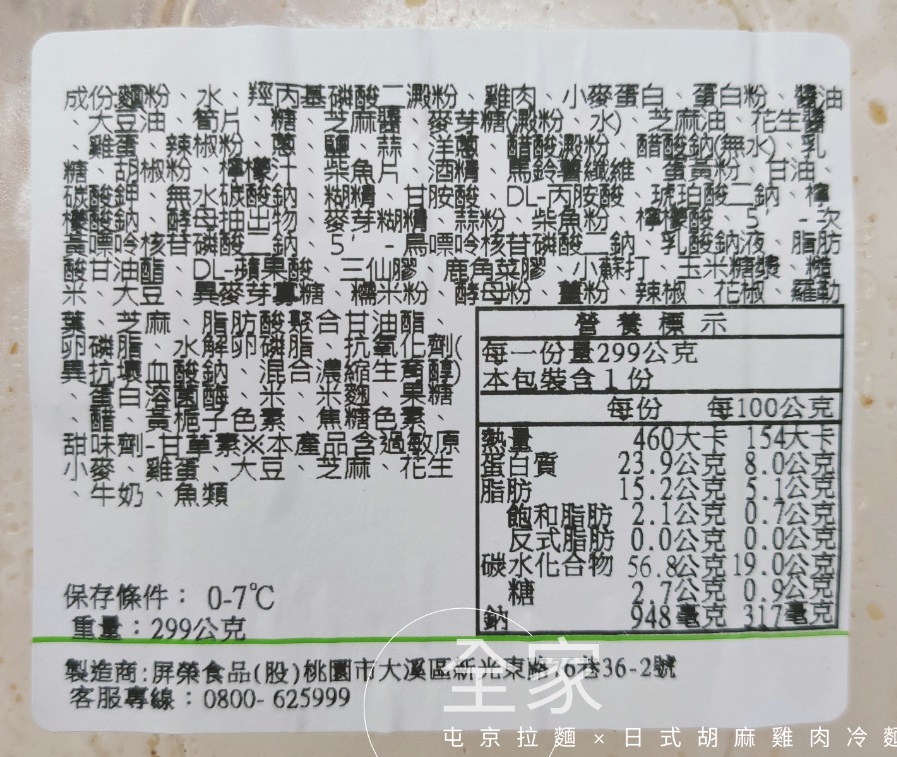 成份:麵粉、水、羥丙基磷酸二澱粉、雞肉、小麥蛋白、蛋白粉、醬油
、大豆油、筍片、糖、芝麻醬、麥芽糖(澱粉、水)、芝麻油、花生醬
、雞蛋、辣椒粉、蔥、鹽、蒜、洋蔥、醋酸澱粉、醋酸鈉(無水)、乳
糖、胡椒粉、檸檬汁、柴魚片、酒精、馬鈴薯纖維、蛋黃粉、甘油、
碳酸鉀、無水碳酸鈉、糊精、甘胺酸、DL-丙胺酸、琥珀酸二鈉、檸
檬酸鈉、酵母抽出物、麥芽糊精、蒜粉、柴魚粉、檸檬酸、5'-次
黃嘌呤核苷磷酸二鈉、5'-鳥嘌呤核苷磷酸二鈉、乳酸鈉液、脂肪
酸甘油酯、DL-蘋果酸、三仙膠、鹿角菜膠、小蘇打、玉米糖漿、糙
米、大豆、異麥芽寡糖、糯米粉、酵母粉、薑粉、辣椒、花椒、羅勒
葉、芝麻、脂肪酸聚合甘油酯、
卵磷脂、水解卵磷脂、抗氧化劑(
異抗壞血酸鈉、混合濃縮生育醇)
、蛋白溶菌酶、米、米麴、果糖
、醋、黃梔子色素、焦糖色素、
甜味劑-甘草素※本產品含過敏原
小麥、雞蛋、大豆、芝麻、花生
、牛奶、魚類
營養標示
每一份量299公克
本包裝含1份
每份 每100公克
熱量 460大卡 154大卡
蛋白質 23.9公克 8.0公克
脂肪 15.2公克 5.1公克
飽和脂肪 2.1公克 0.7公克
反式脂肪 0.0公克 0.0公克
碳水化合物 56.8公克 19.0公克
糖 2.7公克 0.9公克
鈉 948毫克 317毫克
保存條件：0-7℃
重量：299公克
製造商:屏榮食品(股)桃園市大溪區新光東路76巷36-2號
客服專線：0800-625999
全家
屯京拉麵×日式胡麻雞肉冷麵